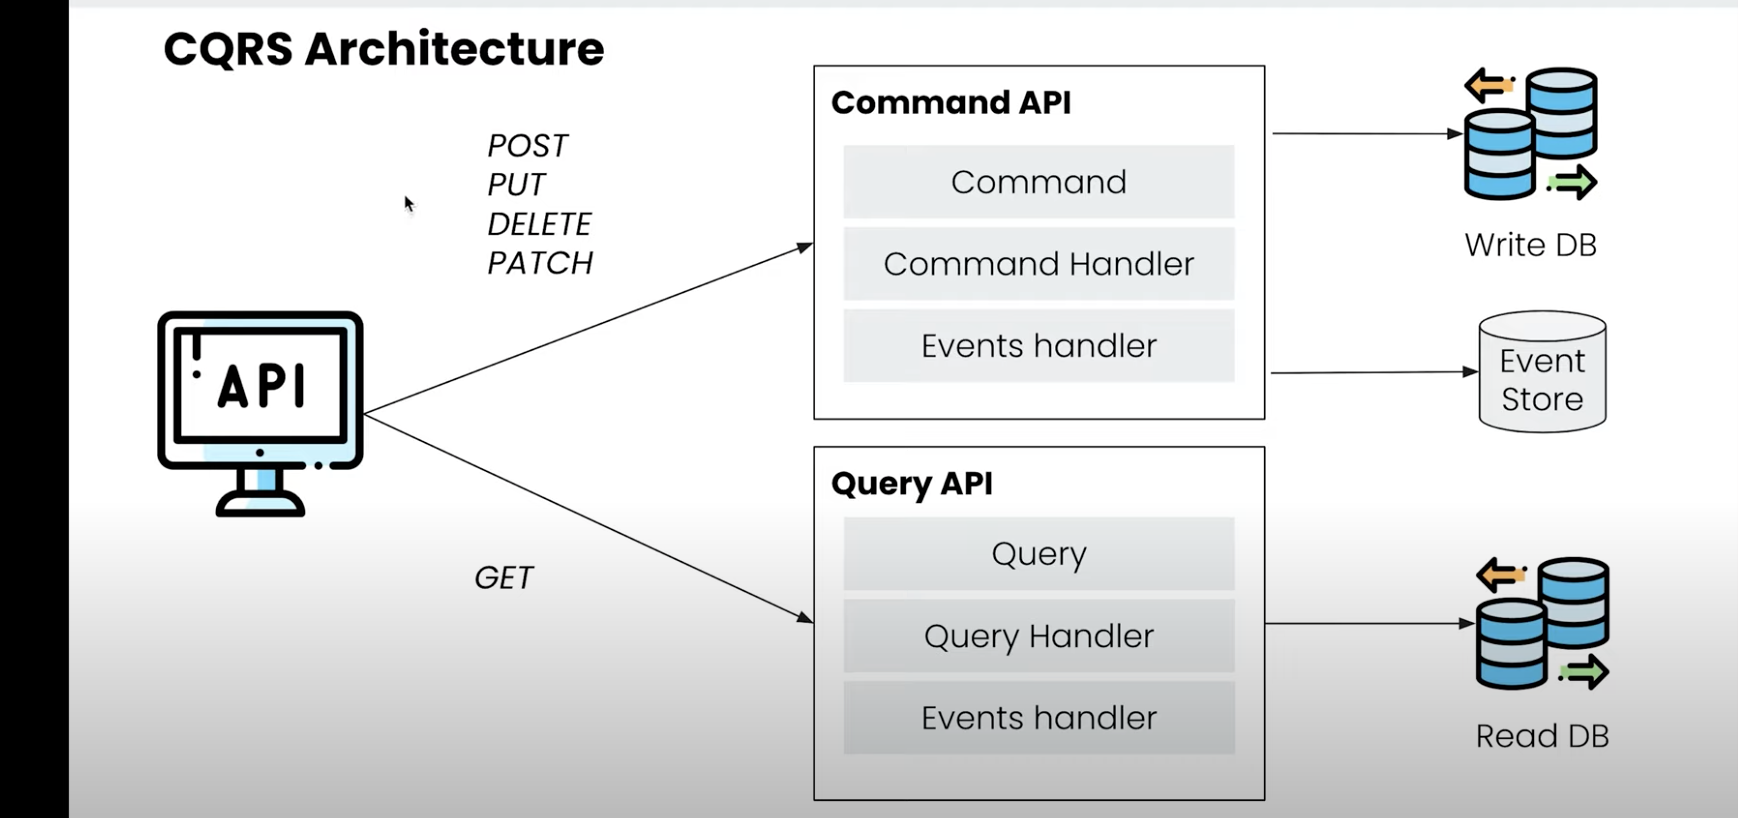 CQRS Architecture
POST
PUT
DELETE
PATCH
API
GET
Command API
Command
Command Handler
Events handler
Query API
Query
Query Handler
Events handler
Write DB
Event
Store
Read DB